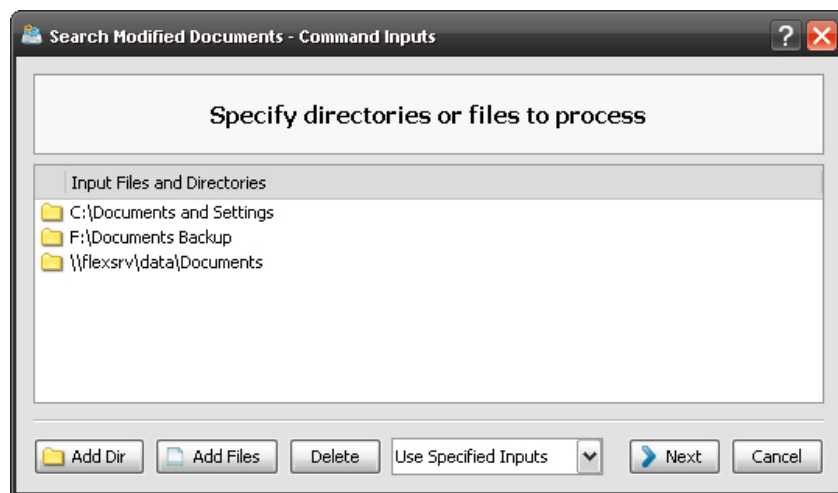 Search Modified Documents - Command Inputs
Specify directories or files to process
Input Files and Directories
C:\Documents and Settings
F:\Documents Backup
\\flexsrv\data\Documents
Add Dir Add Files Delete Use Specified Inputs Next Cancel